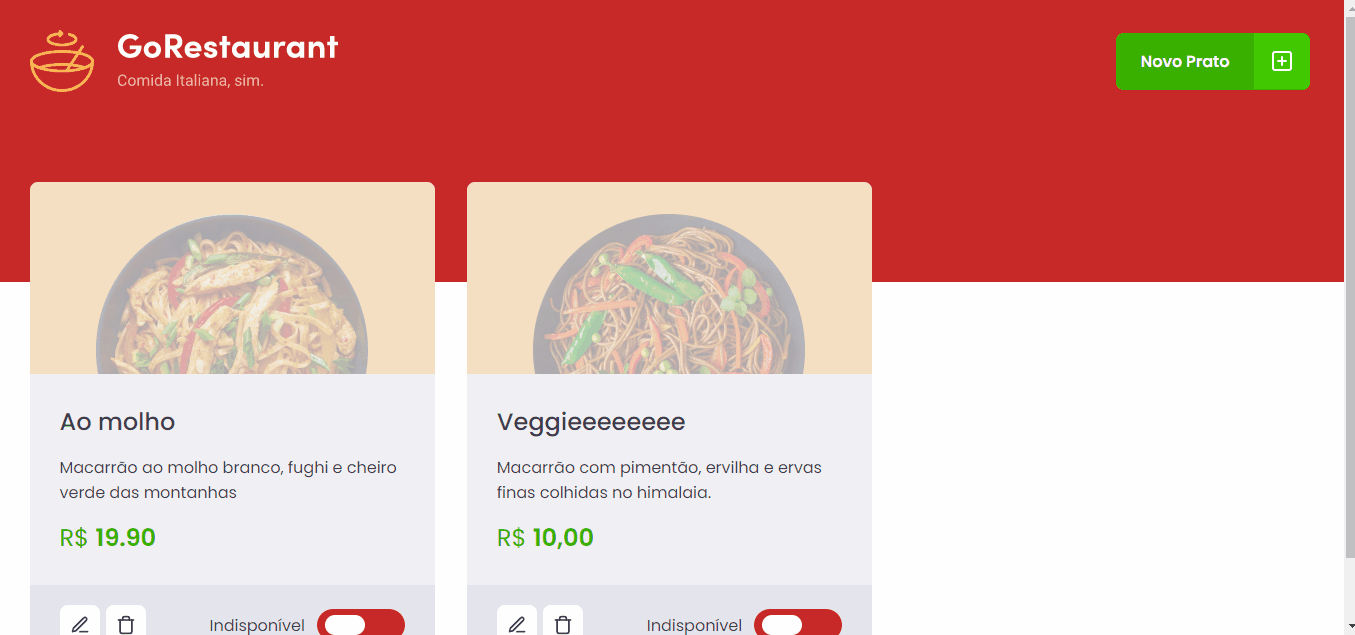 GoRestaurant
Comida Italiana, sim.
Novo Prato
Ao molho
Macarrão ao molho branco, fughi e cheiro
verde das montanhas
R$ 19.90
Indisponível
Veggieeeeeeee
Macarrão com pimentão, ervilha e ervas
finas colhidas no himalaia.
R$ 10,00
Indisponível